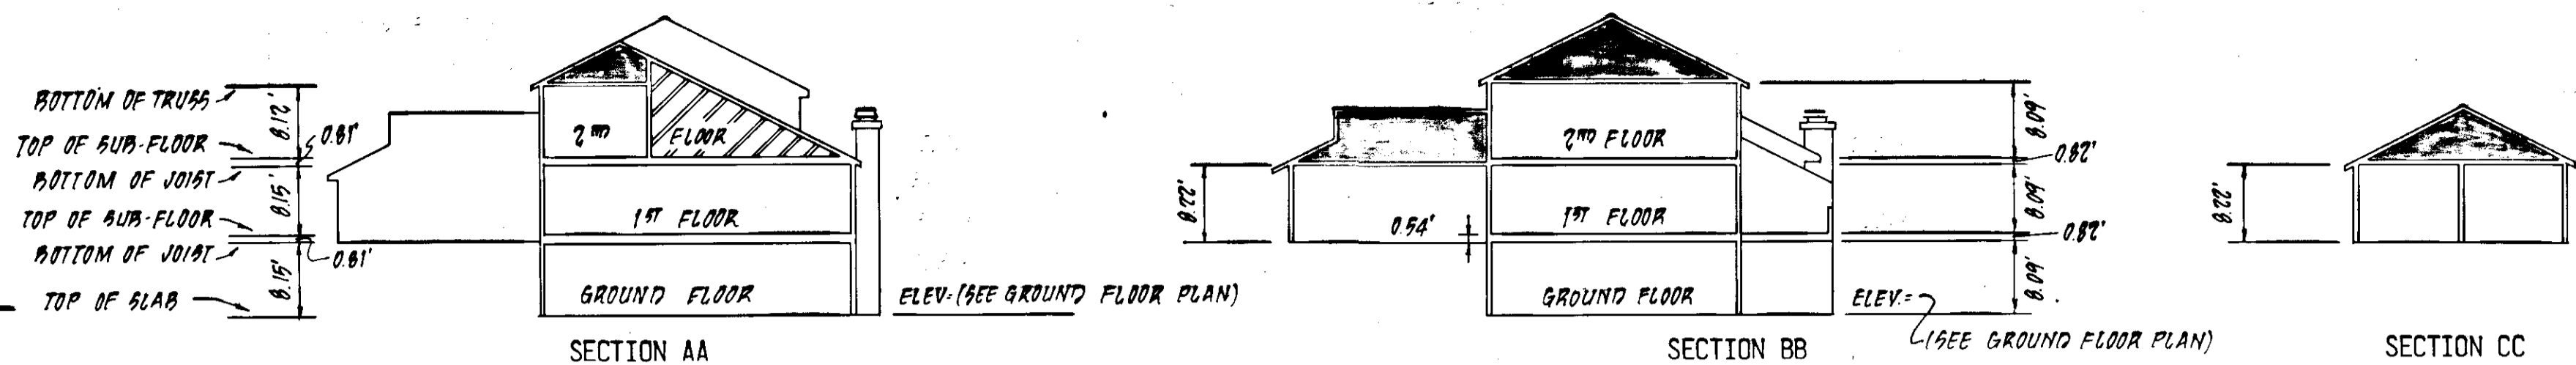 BOTTOM OF TRUSS
TOP OF SUB-FLOOR
BOTTOM OF JOIST
TOP OF SUB-FLOOR
BOTTOM OF JOIST
TOP OF SLAB
8.12'
0.81'
8.15'
0.81'
8.15'
2ND FLOOR
1ST FLOOR
GROUND FLOOR
ELEV.=(SEE GROUND FLOOR PLAN)
SECTION AA
8.22'
0.54'
2ND FLOOR
1ST FLOOR
GROUND FLOOR
8.09'
0.82'
8.09'
0.82'
8.09'
ELEV.=
(SEE GROUND FLOOR PLAN)
SECTION BB
8.22'
SECTION CC